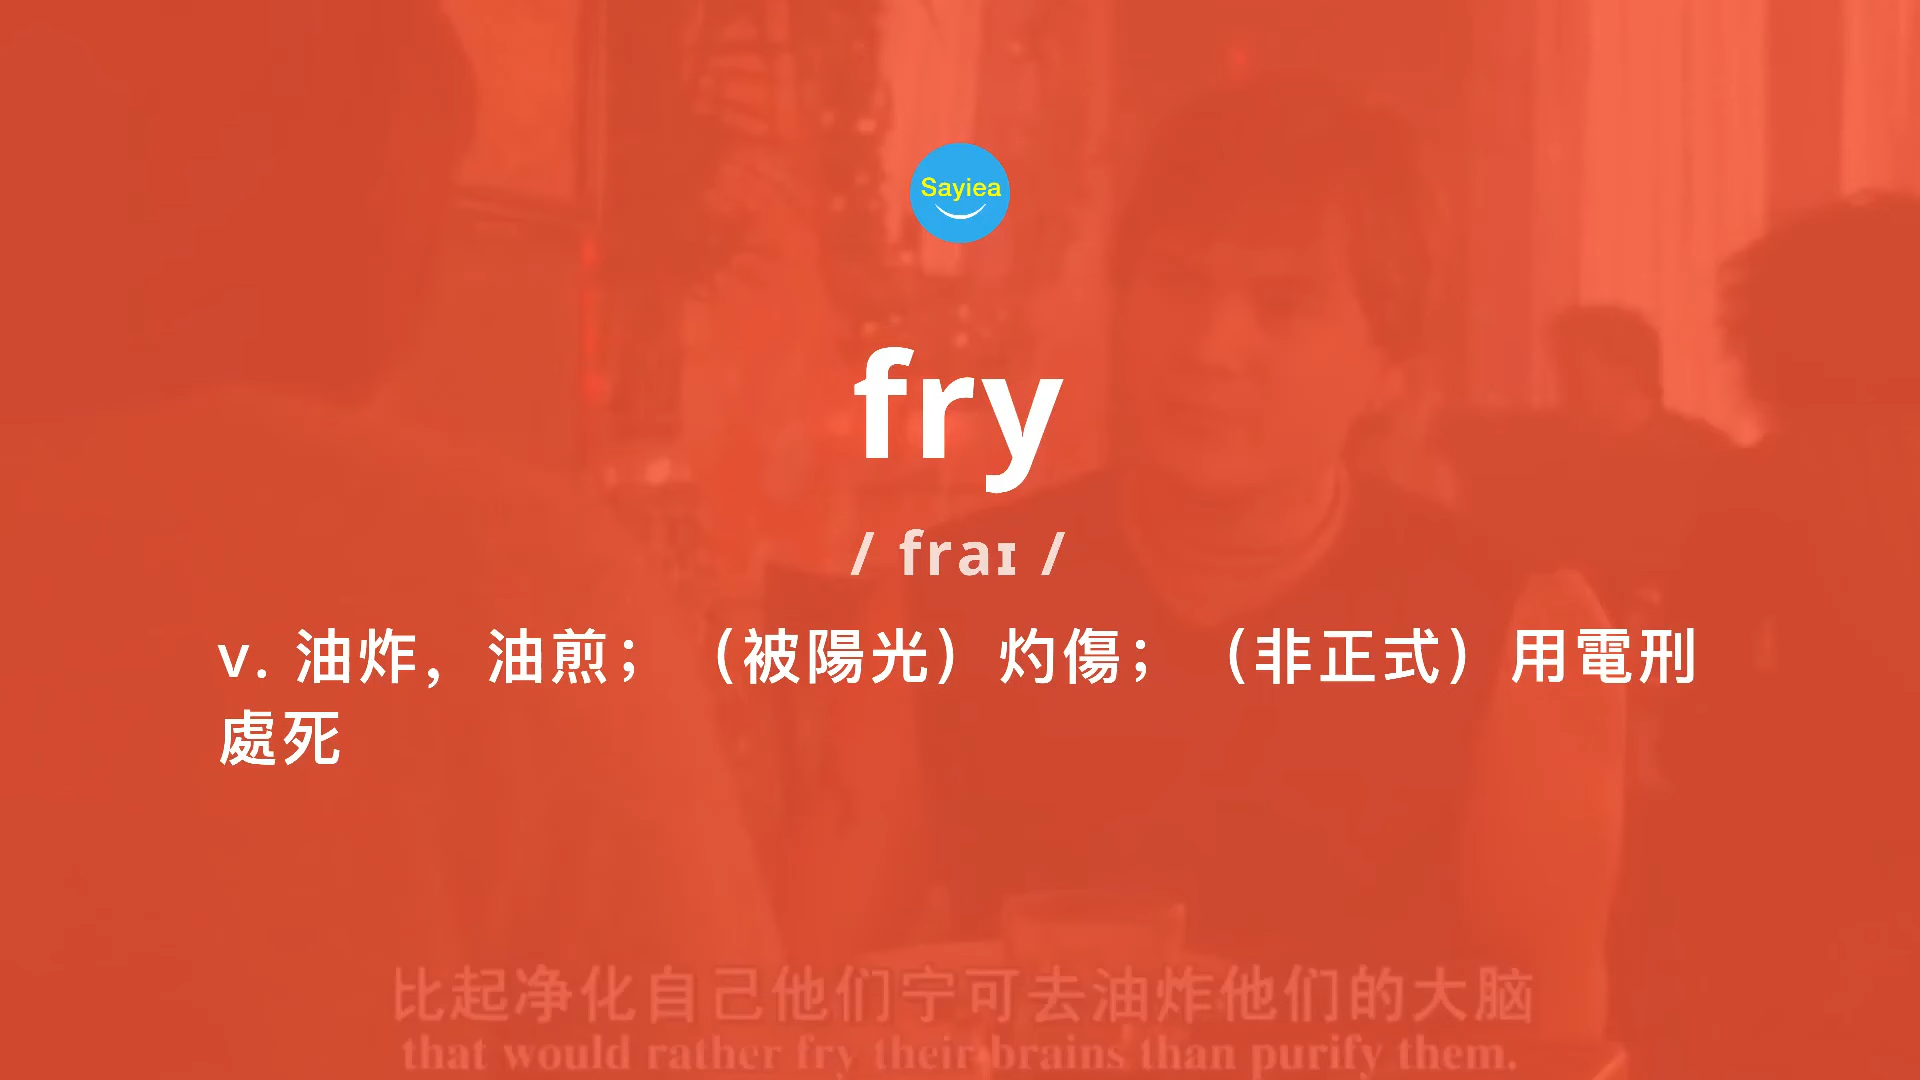 Sayiea
fry
/ fraɪ /
v. 油炸，油煎；（被陽光）灼傷；（非正式）用電刑
處死
比起净化自己他们宁可去油炸他们的大脑
that would rather fry their brains than purify them.